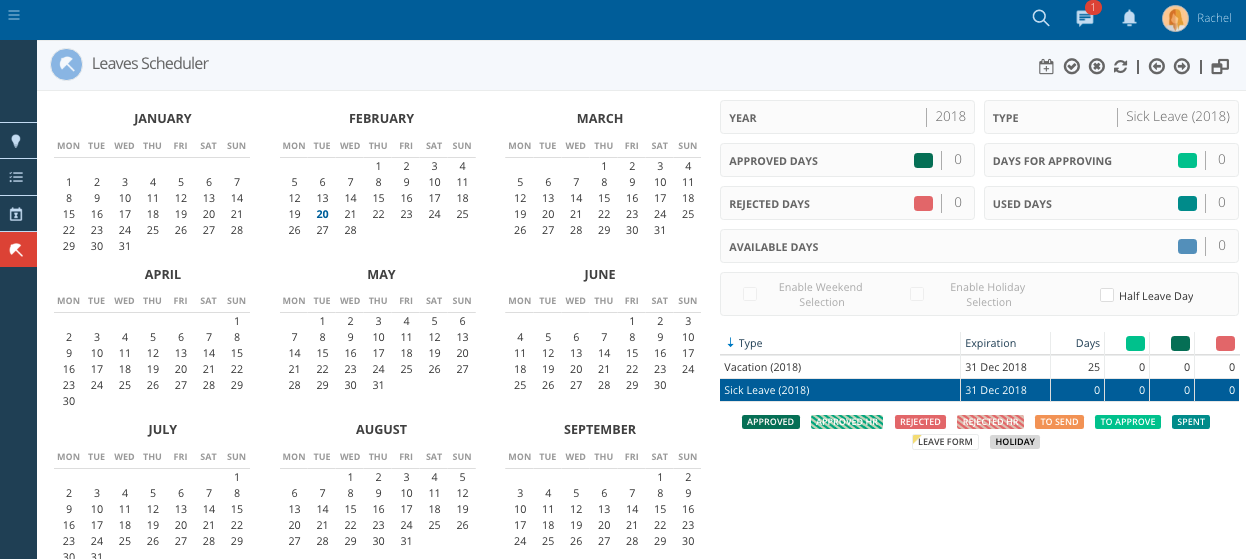 1
Rachel
Leaves Scheduler
JANUARY
MON TUE WED THU FRI SAT SUN
1 2 3 4 5 6 7
8 9 10 11 12 13 14
15 16 17 18 19 20 21
22 23 24 25 26 27 28
29 30 31
FEBRUARY
MON TUE WED THU FRI SAT SUN
1 2 3 4
5 6 7 8 9 10 11
12 13 14 15 16 17 18
19 20 21 22 23 24 25
26 27 28
MARCH
MON TUE WED THU FRI SAT SUN
1 2 3 4
5 6 7 8 9 10 11
12 13 14 15 16 17 18
19 20 21 22 23 24 25
26 27 28 29 30 31
APRIL
MON TUE WED THU FRI SAT SUN
1
2 3 4 5 6 7 8
9 10 11 12 13 14 15
16 17 18 19 20 21 22
23 24 25 26 27 28 29
30
MAY
MON TUE WED THU FRI SAT SUN
1 2 3 4 5 6
7 8 9 10 11 12 13
14 15 16 17 18 19 20
21 22 23 24 25 26 27
28 29 30 31
JUNE
MON TUE WED THU FRI SAT SUN
1 2 3
4 5 6 7 8 9 10
11 12 13 14 15 16 17
18 19 20 21 22 23 24
25 26 27 28 29 30
JULY
MON TUE WED THU FRI SAT SUN
1
2 3 4 5 6 7 8
9 10 11 12 13 14 15
16 17 18 19 20 21 22
23 24 25 26 27 28 29
30 31
AUGUST
MON TUE WED THU FRI SAT SUN
1 2 3 4 5
6 7 8 9 10 11 12
13 14 15 16 17 18 19
20 21 22 23 24 25 26
27 28 29 30 31
SEPTEMBER
MON TUE WED THU FRI SAT SUN
1 2
3 4 5 6 7 8 9
10 11 12 13 14 15 16
17 18 19 20 21 22 23
24 25 26 27 28 29 30
YEAR 2018
TYPE Sick Leave (2018)
APPROVED DAYS 0
DAYS FOR APPROVING 0
REJECTED DAYS 0
USED DAYS 0
AVAILABLE DAYS 0
Enable Weekend
Selection
Enable Holiday
Selection
Half Leave Day
Type Expiration Days
Vacation (2018) 31 Dec 2018 25 0 0 0
Sick Leave (2018) 31 Dec 2018 0 0 0 0
APPROVED APPROVED HR REJECTED REJECTED HR TO SEND TO APPROVE SPENT
LEAVE FORM HOLIDAY